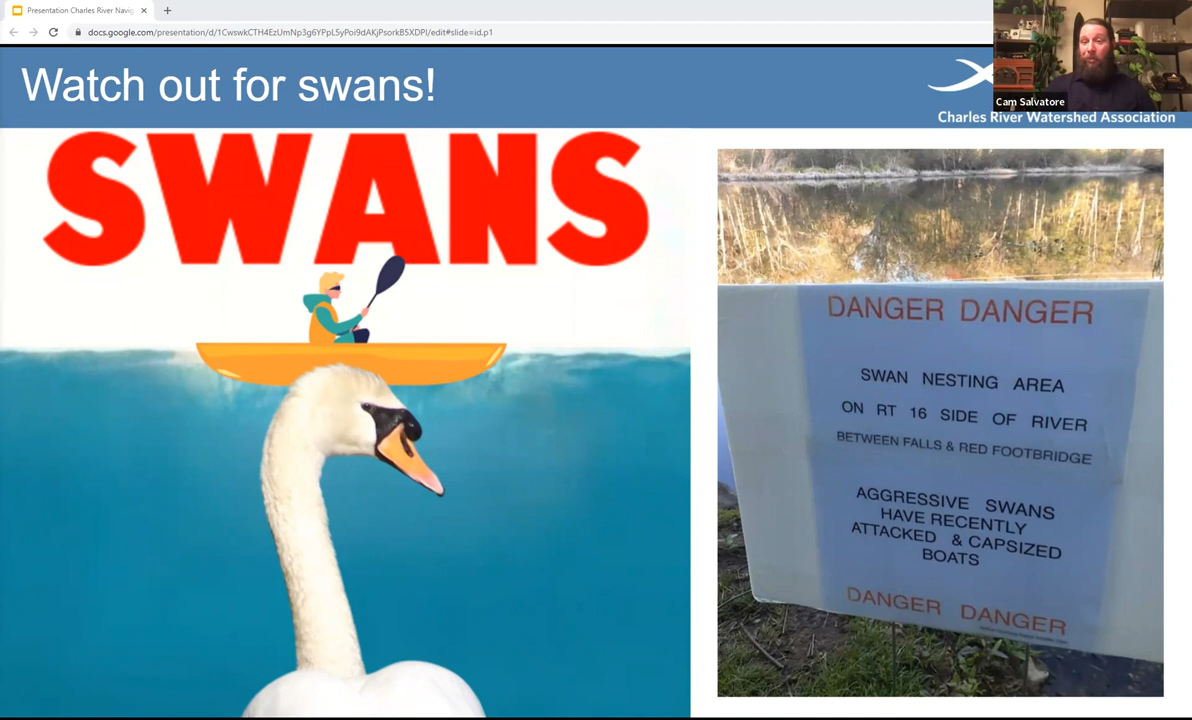 Presentation Charles River Navig
docs.google.com/presentation/d/1CwswkCTH4EzUmNp3g6YPpL5yPoi9dAKjPsorkB5XDPI/edit#slide=id.p1
Watch out for swans!
Cam Salvatore
Charles River Watershed Association
SWANS
DANGER DANGER
SWAN NESTING AREA
ON RT 16 SIDE OF RIVER
BETWEEN FALLS & RED FOOTBRIDGE
AGGRESSIVE SWANS
HAVE RECENTLY
ATTACKED & CAPSIZED
BOATS
DANGER DANGER